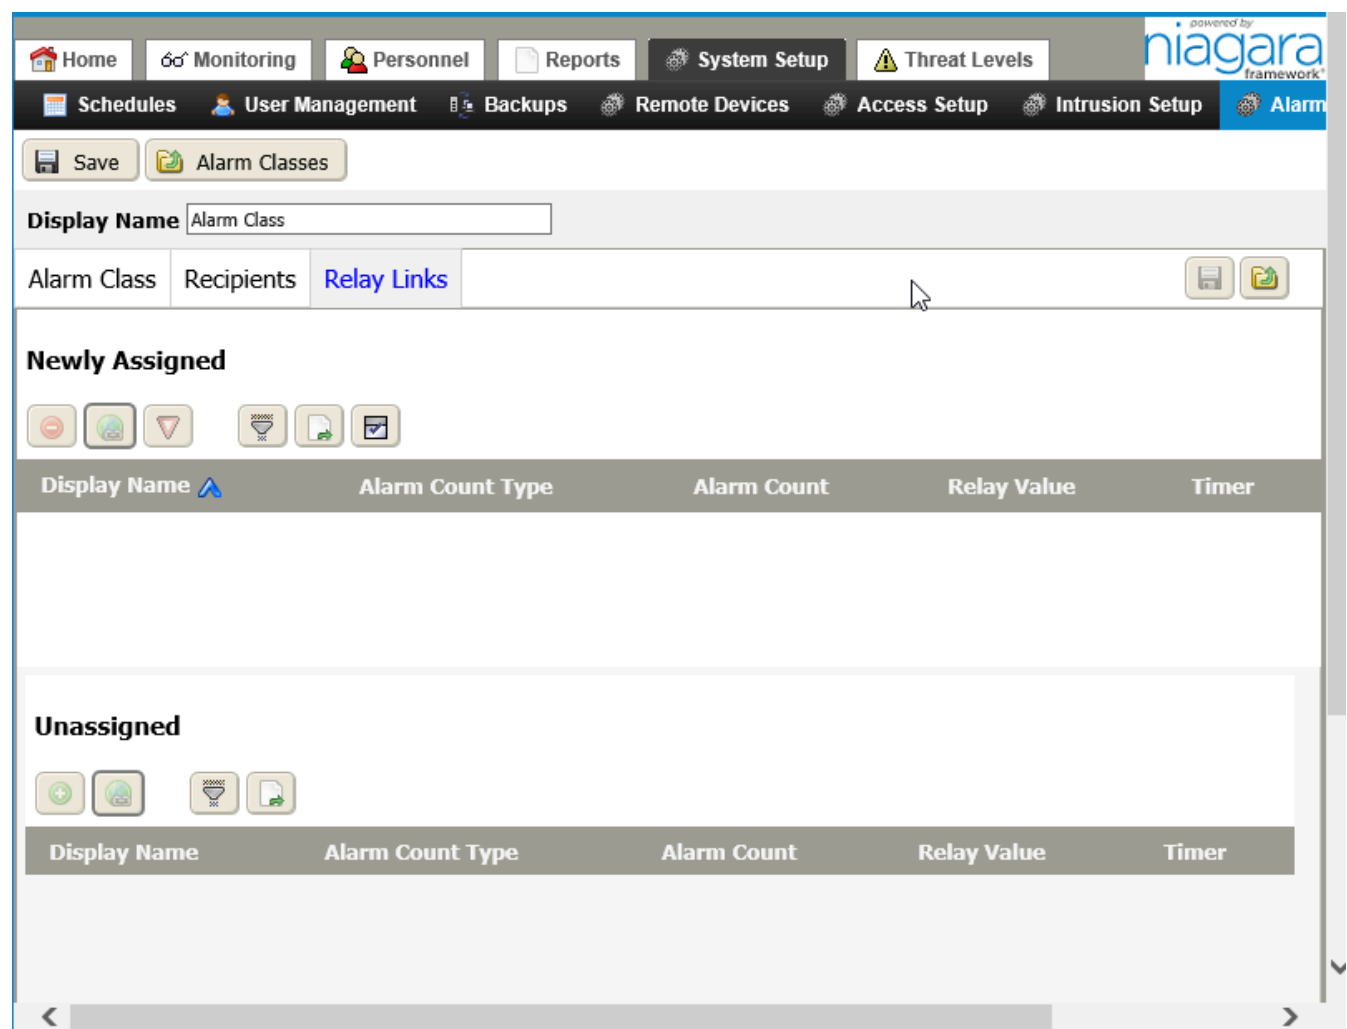 powered by
niagara
framework
Home Monitoring Personnel Reports System Setup Threat Levels
Schedules User Management Backups Remote Devices Access Setup Intrusion Setup Alarm
Save Alarm Classes
Display Name Alarm Class
Alarm Class Recipients Relay Links
Newly Assigned
Display Name Alarm Count Type Alarm Count Relay Value Timer
Unassigned
Display Name Alarm Count Type Alarm Count Relay Value Timer